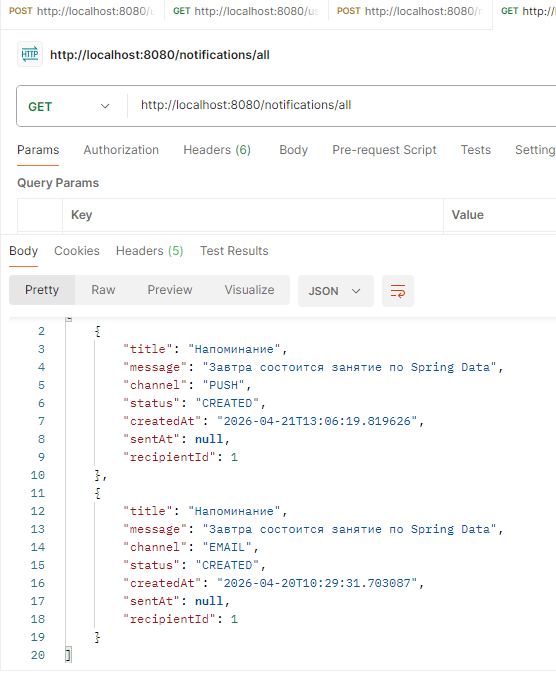 POST http://localhost:8080/u
GET http://localhost:8080/us
POST http://localhost:8080/n
GET http://l
HTTP http://localhost:8080/notifications/all
GET http://localhost:8080/notifications/all
Params Authorization Headers (6) Body Pre-request Script Tests Setting
Query Params
Key Value
Body Cookies Headers (5) Test Results
Pretty Raw Preview Visualize JSON
2 {
3 "title": "Напоминание",
4 "message": "Завтра состоится занятие по Spring Data",
5 "channel": "PUSH",
6 "status": "CREATED",
7 "createdAt": "2026-04-21T13:06:19.819626",
8 "sentAt": null,
9 "recipientId": 1
10 },
11 {
12 "title": "Напоминание",
13 "message": "Завтра состоится занятие по Spring Data",
14 "channel": "EMAIL",
15 "status": "CREATED",
16 "createdAt": "2026-04-20T10:29:31.703087",
17 "sentAt": null,
18 "recipientId": 1
19 }
20 ]